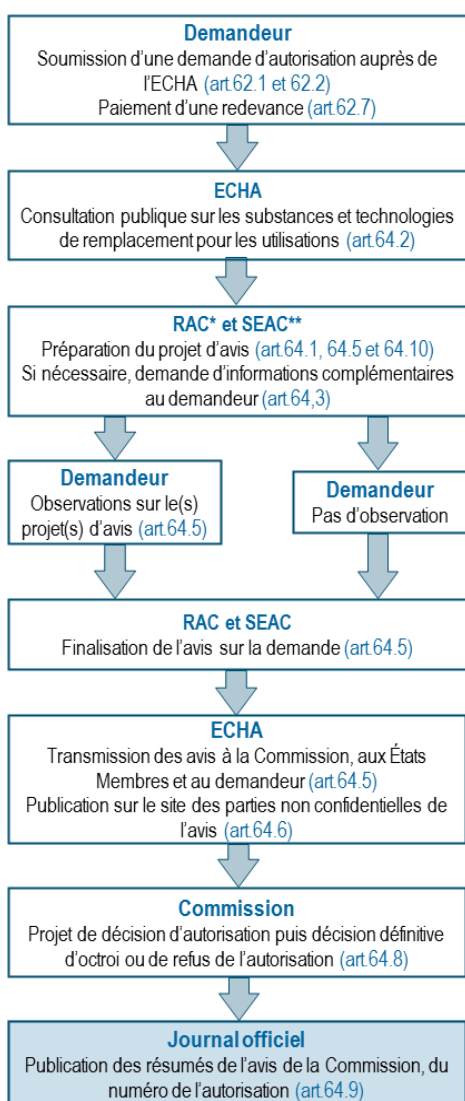 Demandeur
Soumission d'une demande d'autorisation auprès de
l'ECHA (art.62.1 et 62.2)
Paiement d'une redevance (art.62.7)
ECHA
Consultation publique sur les substances et technologies
de remplacement pour les utilisations (art.64.2)
RAC* et SEAC**
Préparation du projet d'avis (art.64.1, 64.5 et 64.10)
Si nécessaire, demande d'informations complémentaires
au demandeur (art.64,3)
Demandeur
Observations sur le(s)
projet(s) d'avis (art.64.5)
Demandeur
Pas d'observation
RAC et SEAC
Finalisation de l'avis sur la demande (art.64.5)
ECHA
Transmission des avis à la Commission, aux États
Membres et au demandeur (art.64.5)
Publication sur le site des parties non confidentielles de
l'avis (art.64.6)
Commission
Projet de décision d'autorisation puis décision définitive
d'octroi ou de refus de l'autorisation (art.64.8)
Journal officiel
Publication des résumés de l'avis de la Commission, du
numéro de l'autorisation (art.64.9)